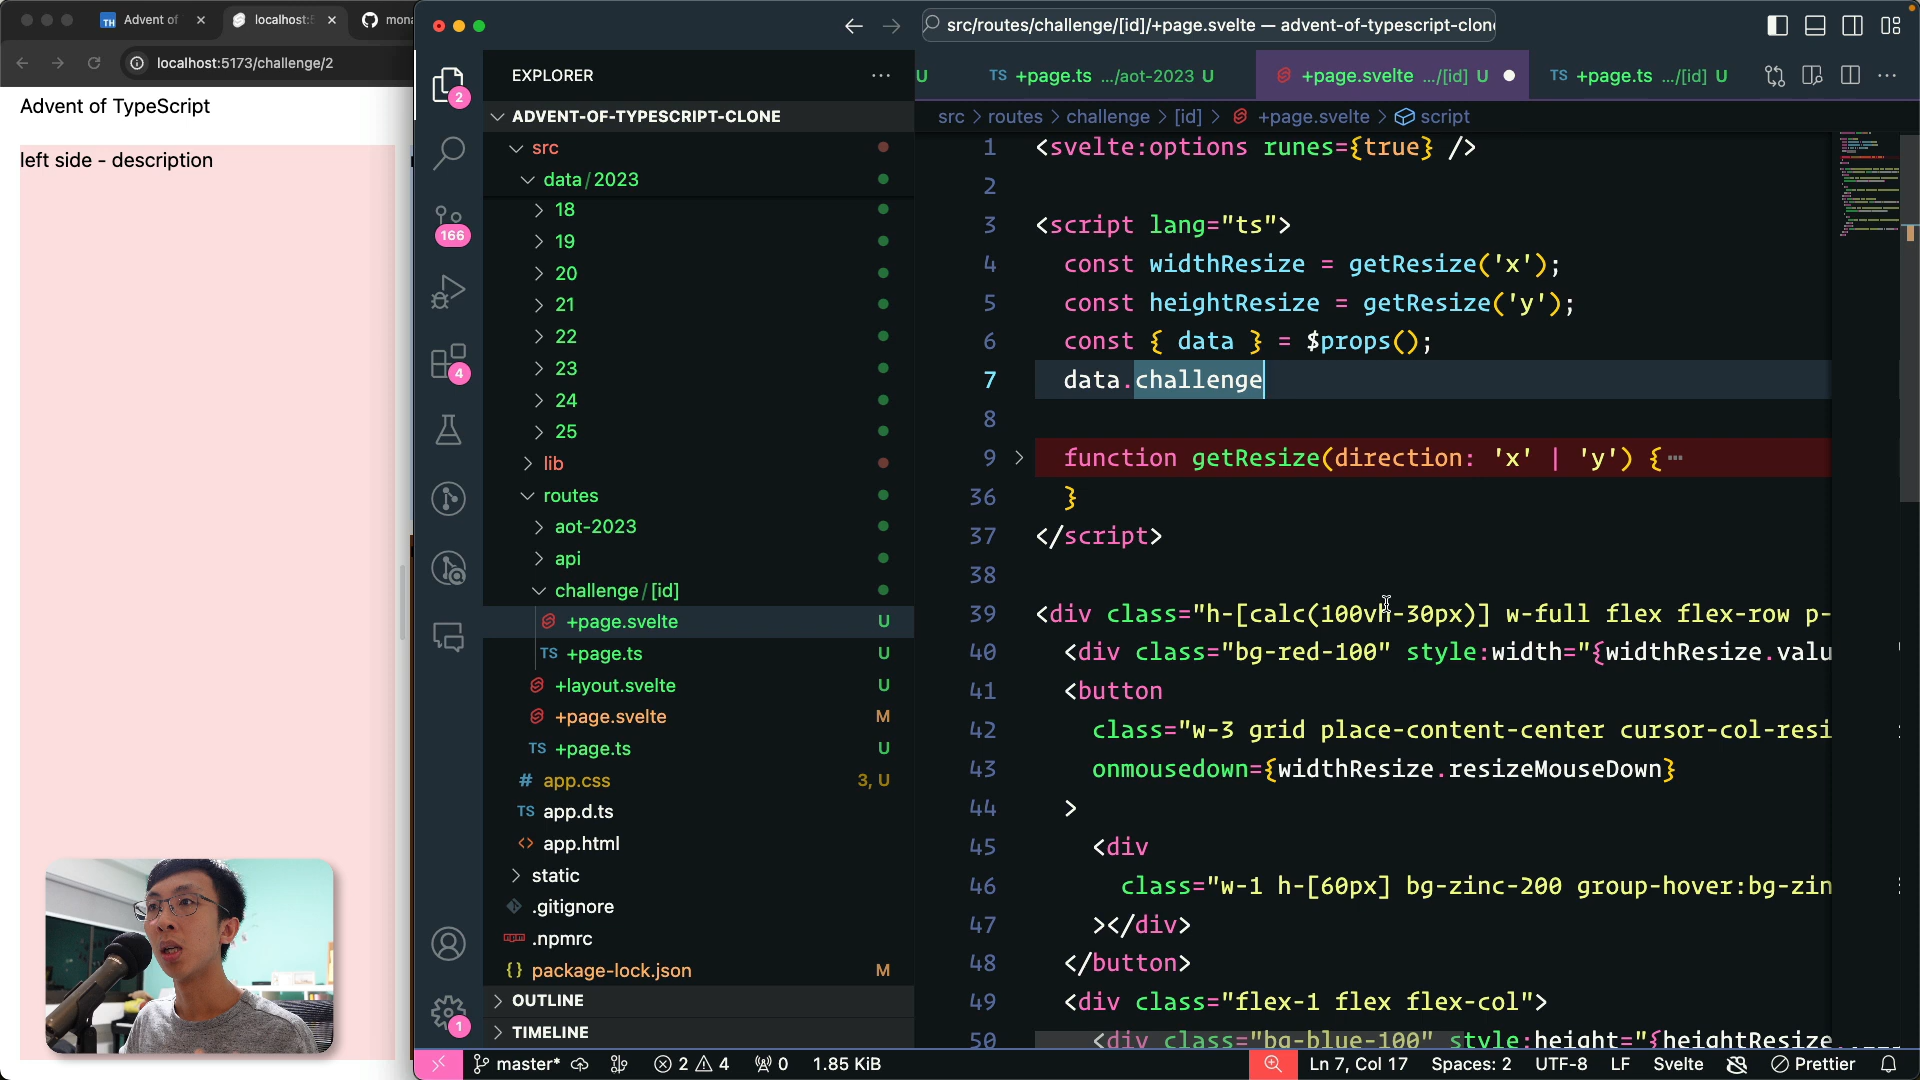 Advent of
localhost:5
mona
localhost:5173/challenge/2
Advent of TypeScript
left side - description
src/routes/challenge/[id]/+page.svelte — advent-of-typescript-clone
EXPLORER
ADVENT-OF-TYPESCRIPT-CLONE
src
data/2023
18
19
20
21
22
23
24
25
lib
routes
aot-2023
api
challenge/[id]
+page.svelte U
TS +page.ts U
+layout.svelte U
+page.svelte M
TS +page.ts U
# app.css 3, U
TS app.d.ts
<> app.html
static
.gitignore
.npmrc
{} package-lock.json M
OUTLINE
TIMELINE
2
166
4
1
U
TS +page.ts .../aot-2023 U
+page.svelte .../[id] U
TS +page.ts .../[id] U
src > routes > challenge > [id] > +page.svelte > script
1 <svelte:options runes={true} />
2
3 <script lang="ts">
4 const widthResize = getResize('x');
5 const heightResize = getResize('y');
6 const { data } = $props();
7 data.challenge
8
9 function getResize(direction: 'x' | 'y') {
36 }
37 </script>
38
39 <div class="h-[calc(100vh-30px)] w-full flex flex-row p-
40 <div class="bg-red-100" style:width="{widthResize.valu
41 <button
42 class="w-3 grid place-content-center cursor-col-resi
43 onmousedown={widthResize.resizeMouseDown}
44 >
45 <div
46 class="w-1 h-[60px] bg-zinc-200 group-hover:bg-zin
47 ></div>
48 </button>
49 <div class="flex-1 flex flex-col">
50 <div class="bg-blue-100" style:height="{heightResize.
master* 2 4 0 1.85 KiB
Ln 7, Col 17 Spaces: 2 UTF-8 LF Svelte Prettier